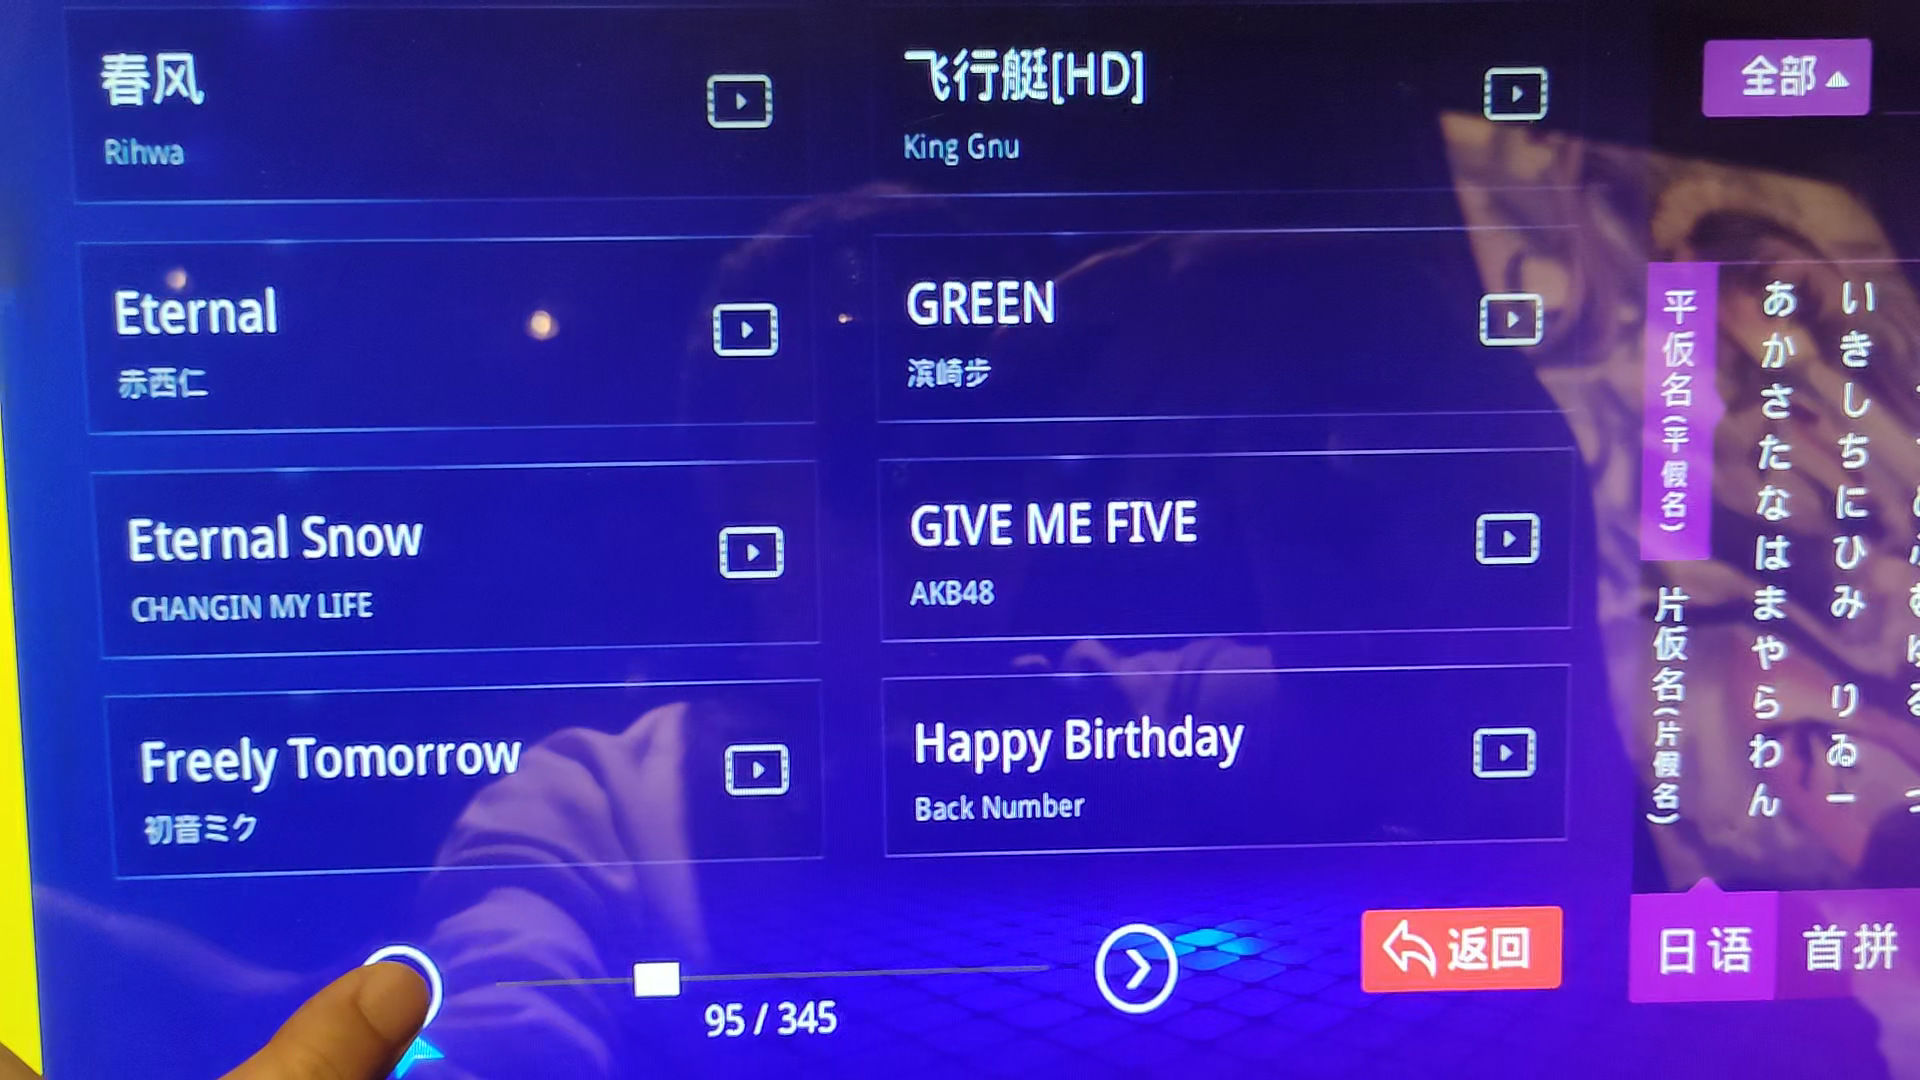 春风
Rihwa
飞行艇[HD]
King Gnu
全部
Eternal
赤西仁
GREEN
滨崎步
Eternal Snow
CHANGIN MY LIFE
GIVE ME FIVE
AKB48
Freely Tomorrow
初音ミク
Happy Birthday
Back Number
95 / 345
返回
平仮名(平假名)
片仮名(片假名)
あ い
か き
さ し
た ち
な に
は ひ
ま み
や
ら り
わ ゐ
ん ー
日语
首拼